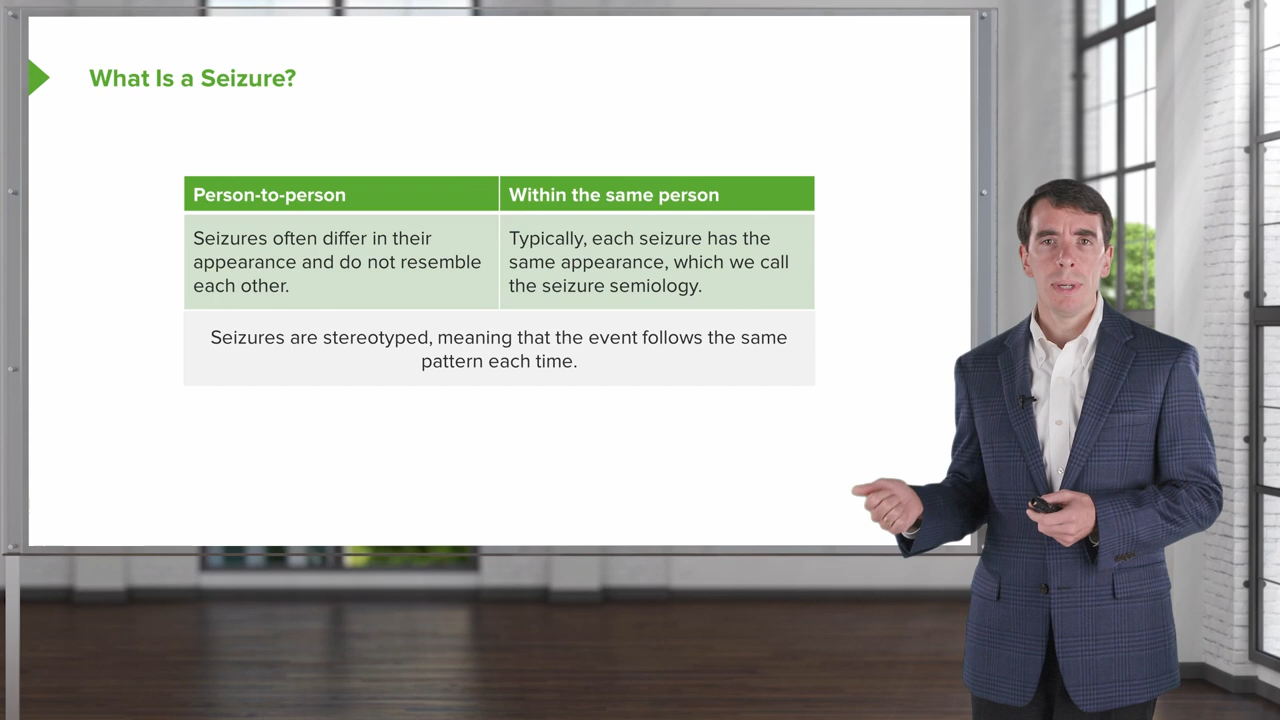 What Is a Seizure?
Person-to-person
Within the same person
Seizures often differ in their
appearance and do not resemble
each other.
Typically, each seizure has the
same appearance, which we call
the seizure semiology.
Seizures are stereotyped, meaning that the event follows the same
pattern each time.